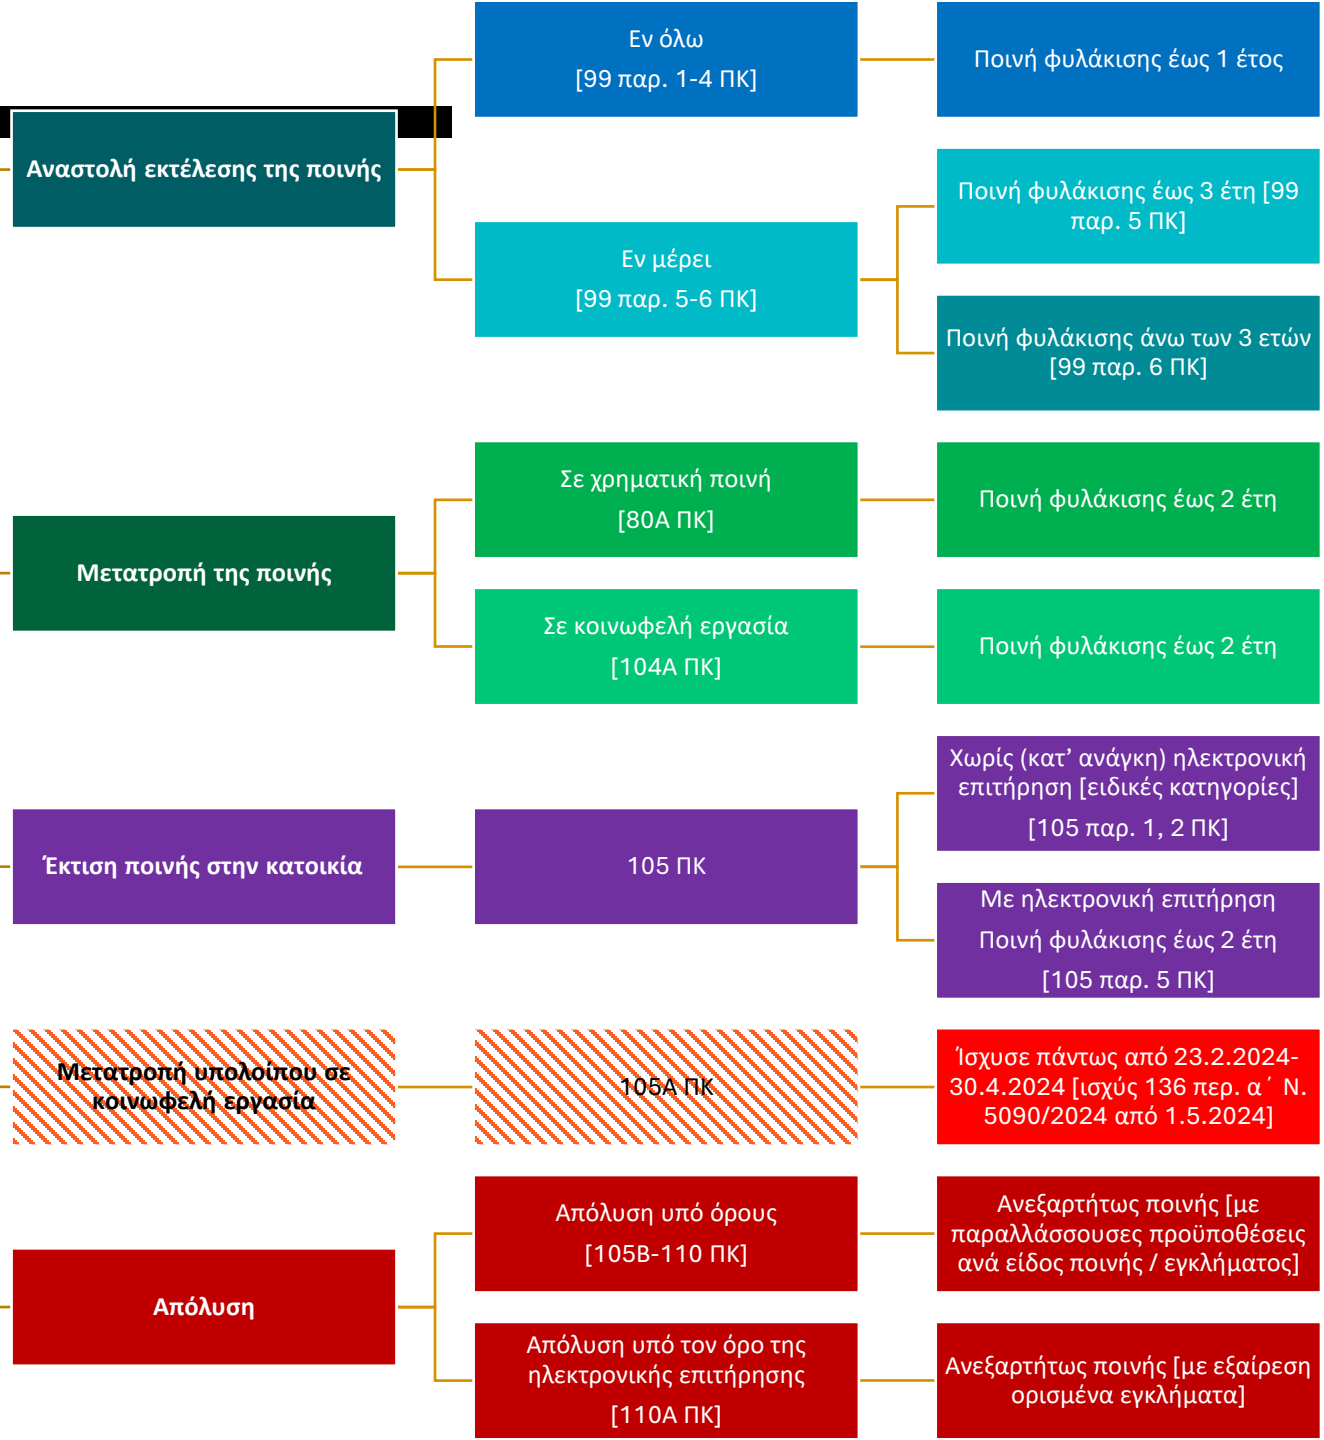 Αναστολή εκτέλεσης της ποινής
Εν όλω
[99 παρ. 1-4 ΠΚ]
Ποινή φυλάκισης έως 1 έτος
Εν μέρει
[99 παρ. 5-6 ΠΚ]
Ποινή φυλάκισης έως 3 έτη [99
παρ. 5 ΠΚ]
Ποινή φυλάκισης άνω των 3 ετών
[99 παρ. 6 ΠΚ]
Μετατροπή της ποινής
Σε χρηματική ποινή
[80Α ΠΚ]
Ποινή φυλάκισης έως 2 έτη
Σε κοινωφελή εργασία
[104Α ΠΚ]
Ποινή φυλάκισης έως 2 έτη
Έκτιση ποινής στην κατοικία
105 ΠΚ
Χωρίς (κατ’ ανάγκη) ηλεκτρονική
επιτήρηση [ειδικές κατηγορίες]
[105 παρ. 1, 2 ΠΚ]
Με ηλεκτρονική επιτήρηση
Ποινή φυλάκισης έως 2 έτη
[105 παρ. 5 ΠΚ]
Μετατροπή υπολοίπου σε
κοινωφελή εργασία
105Α ΠΚ
Ίσχυσε πάντως από 23.2.2024-
30.4.2024 [ισχύς 136 περ. α΄ Ν.
5090/2024 από 1.5.2024]
Απόλυση
Απόλυση υπό όρους
[105Β-110 ΠΚ]
Ανεξαρτήτως ποινής [με
παραλλάσσουσες προϋποθέσεις
ανά είδος ποινής / εγκλήματος]
Απόλυση υπό τον όρο της
ηλεκτρονικής επιτήρησης
[110Α ΠΚ]
Ανεξαρτήτως ποινής [με εξαίρεση
ορισμένα εγκλήματα]